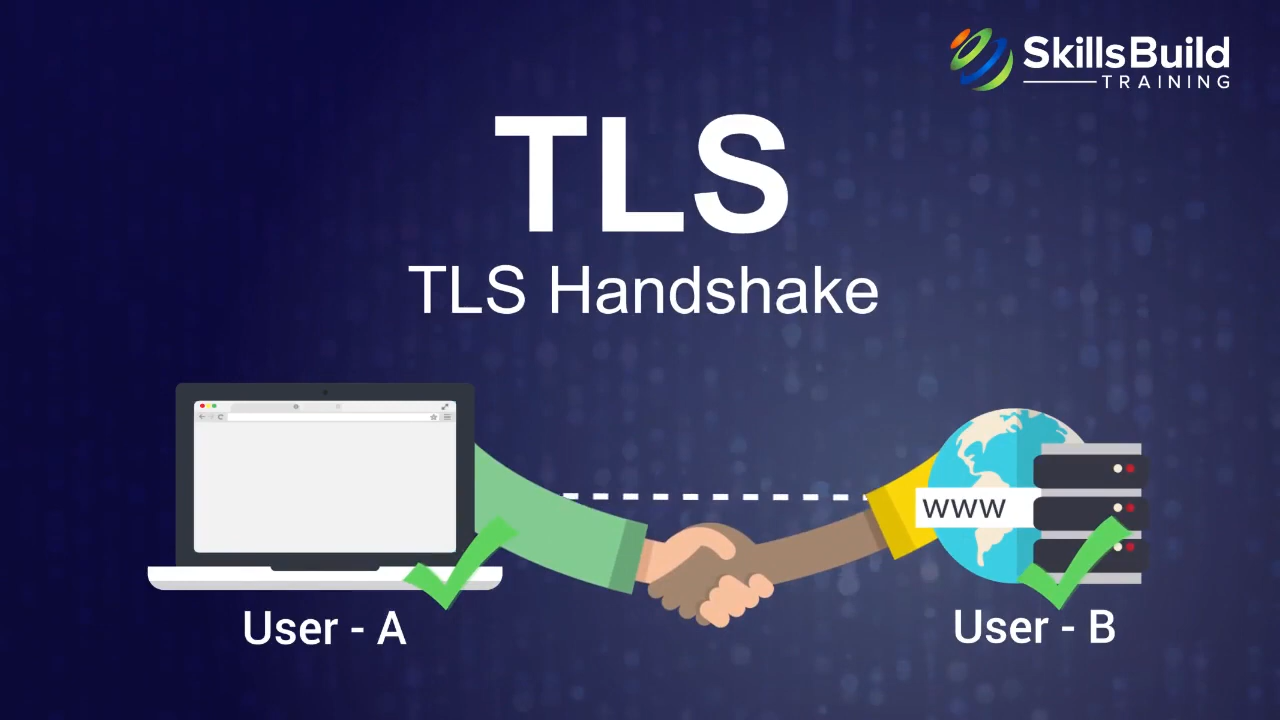 SkillsBuild
TRAINING
TLS
TLS Handshake
www
User - A
User - B